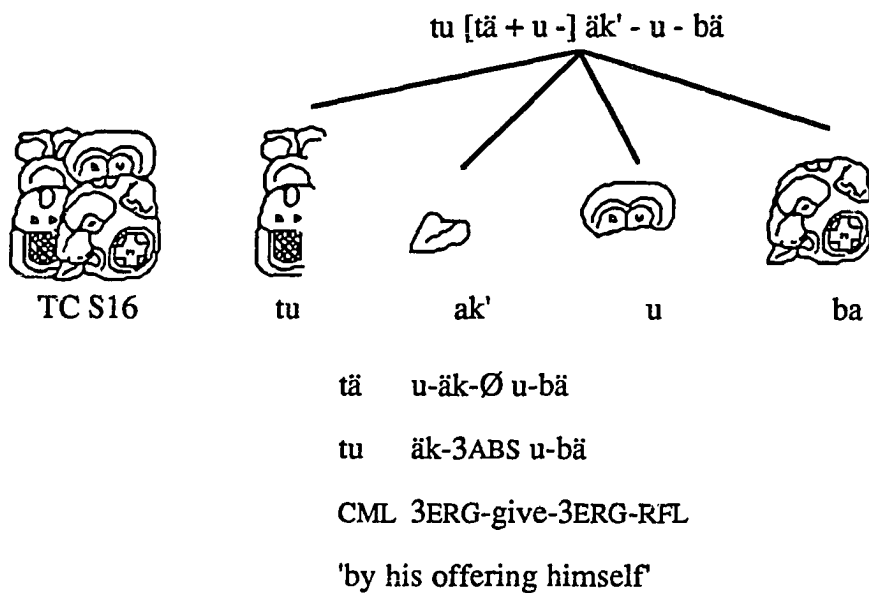 tu [tä + u -] äk' - u - bä
TC S16 tu ak' u ba
tä u-äk-Ø u-bä
tu äk-3ABS u-bä
CML 3ERG-give-3ERG-RFL
'by his offering himself'